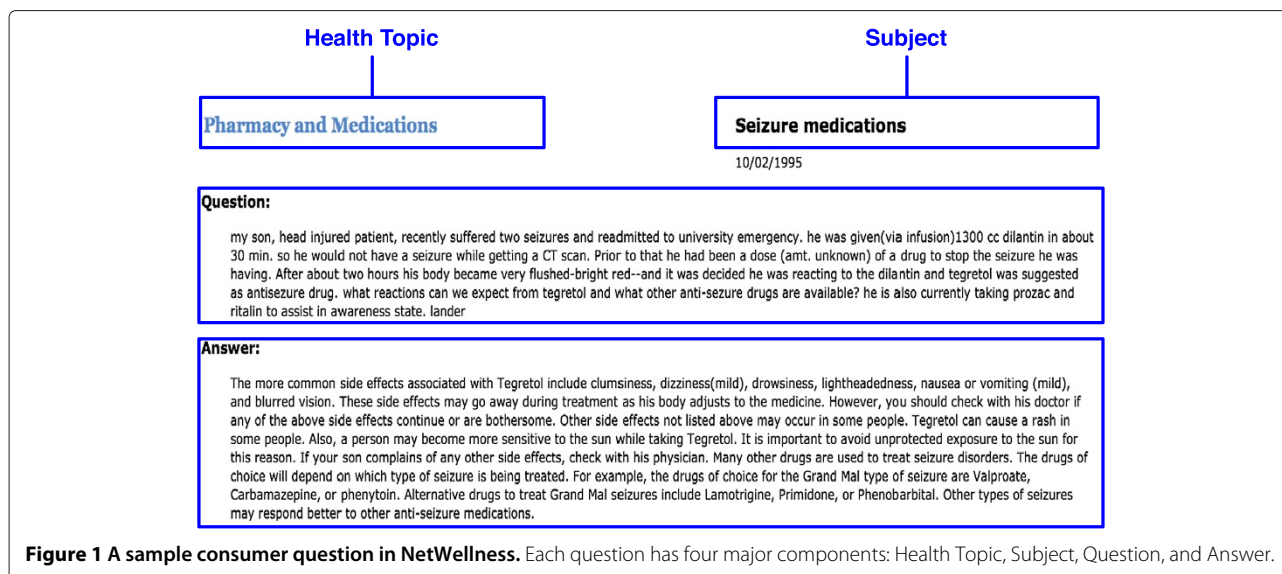 Health Topic
Subject
Pharmacy and Medications
Seizure medications
10/02/1995
Question:
my son, head injured patient, recently suffered two seizures and readmitted to university emergency. he was given(via infusion)1300 cc dilantin in about
30 min. so he would not have a seizure while getting a CT scan. Prior to that he had been a dose (amt. unknown) of a drug to stop the seizure he was
having. After about two hours his body became very flushed-bright red--and it was decided he was reacting to the dilantin and tegretol was suggested
as antisezure drug. what reactions can we expect from tegretol and what other anti-sezure drugs are available? he is also currently taking prozac and
ritalin to assist in awareness state. lander
Answer:
The more common side effects associated with Tegretol include clumsiness, dizziness(mild), drowsiness, lightheadedness, nausea or vomiting (mild),
and blurred vision. These side effects may go away during treatment as his body adjusts to the medicine. However, you should check with his doctor if
any of the above side effects continue or are bothersome. Other side effects not listed above may occur in some people. Tegretol can cause a rash in
some people. Also, a person may become more sensitive to the sun while taking Tegretol. It is important to avoid unprotected exposure to the sun for
this reason. If your son complains of any other side effects, check with his physician. Many other drugs are used to treat seizure disorders. The drugs of
choice will depend on which type of seizure is being treated. For example, the drugs of choice for the Grand Mal type of seizure are Valproate,
Carbamazepine, or phenytoin. Alternative drugs to treat Grand Mal seizures include Lamotrigine, Primidone, or Phenobarbital. Other types of seizures
may respond better to other anti-seizure medications.
Figure 1 A sample consumer question in NetWellness. Each question has four major components: Health Topic, Subject, Question, and Answer.